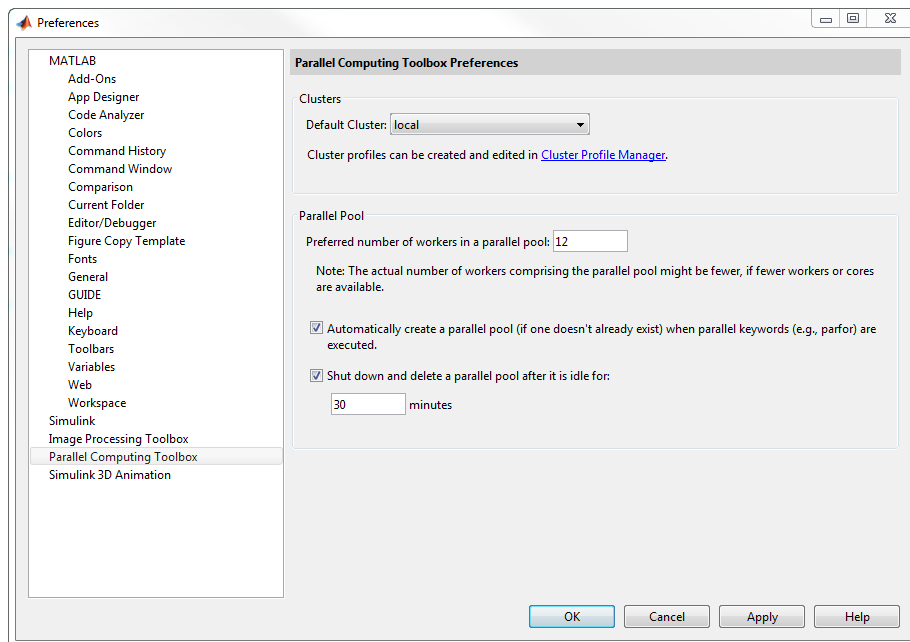 Preferences
MATLAB
Add-Ons
App Designer
Code Analyzer
Colors
Command History
Command Window
Comparison
Current Folder
Editor/Debugger
Figure Copy Template
Fonts
General
GUIDE
Help
Keyboard
Toolbars
Variables
Web
Workspace
Simulink
Image Processing Toolbox
Parallel Computing Toolbox
Simulink 3D Animation
Parallel Computing Toolbox Preferences
Clusters
Default Cluster: local
Cluster profiles can be created and edited in Cluster Profile Manager.
Parallel Pool
Preferred number of workers in a parallel pool: 12
Note: The actual number of workers comprising the parallel pool might be fewer, if fewer workers or cores
are available.
Automatically create a parallel pool (if one doesn't already exist) when parallel keywords (e.g., parfor) are
executed.
Shut down and delete a parallel pool after it is idle for:
30 minutes
OK Cancel Apply Help